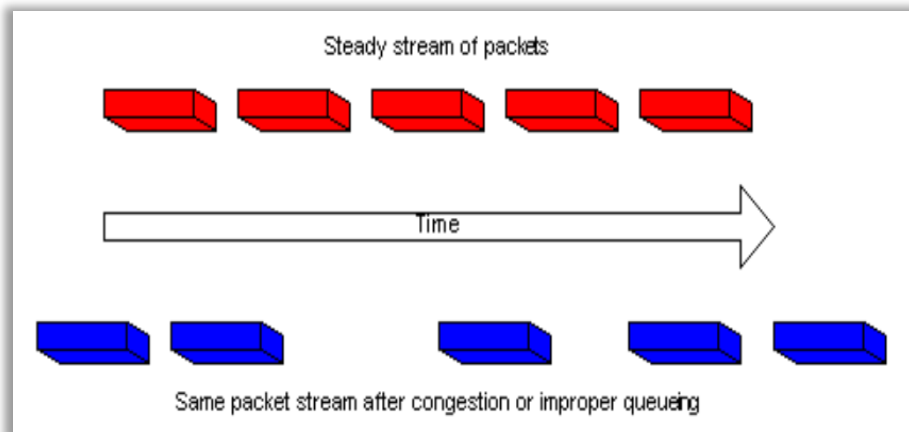 Steady stream of packets
Time
Same packet stream after congestion or improper queueing